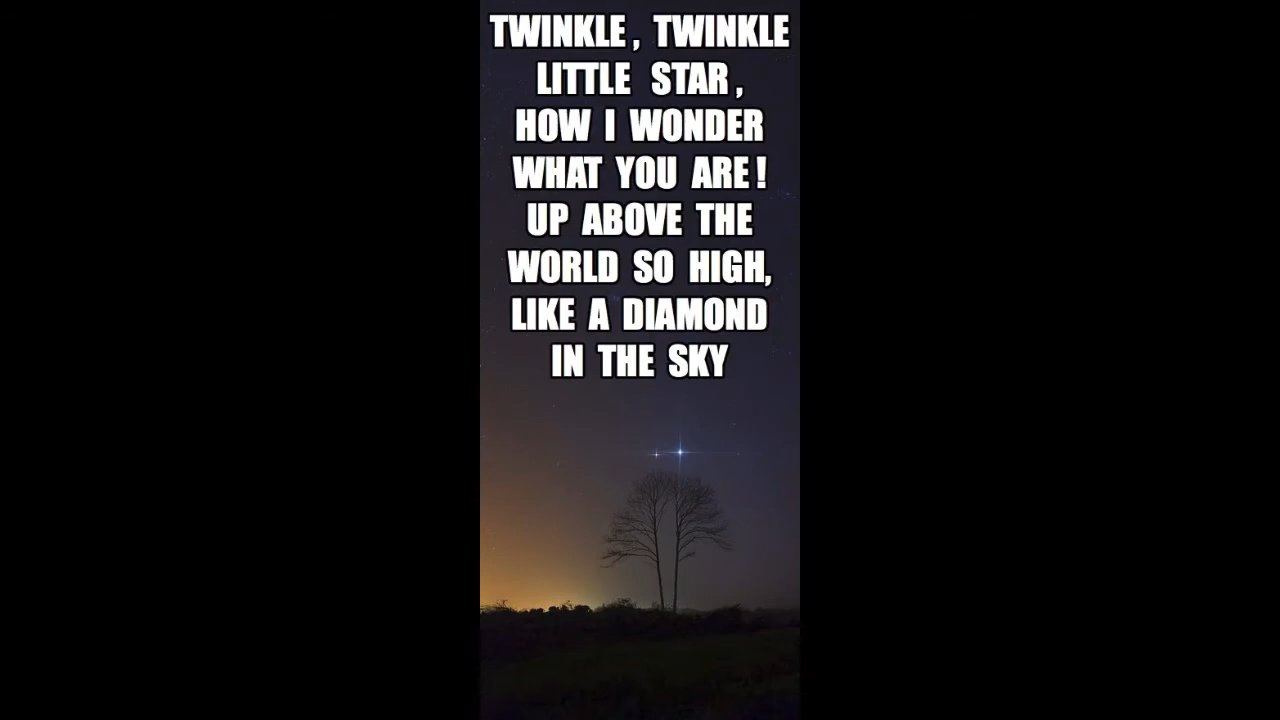 TWINKLE, TWINKLE
LITTLE STAR,
HOW I WONDER
WHAT YOU ARE!
UP ABOVE THE
WORLD SO HIGH,
LIKE A DIAMOND
IN THE SKY